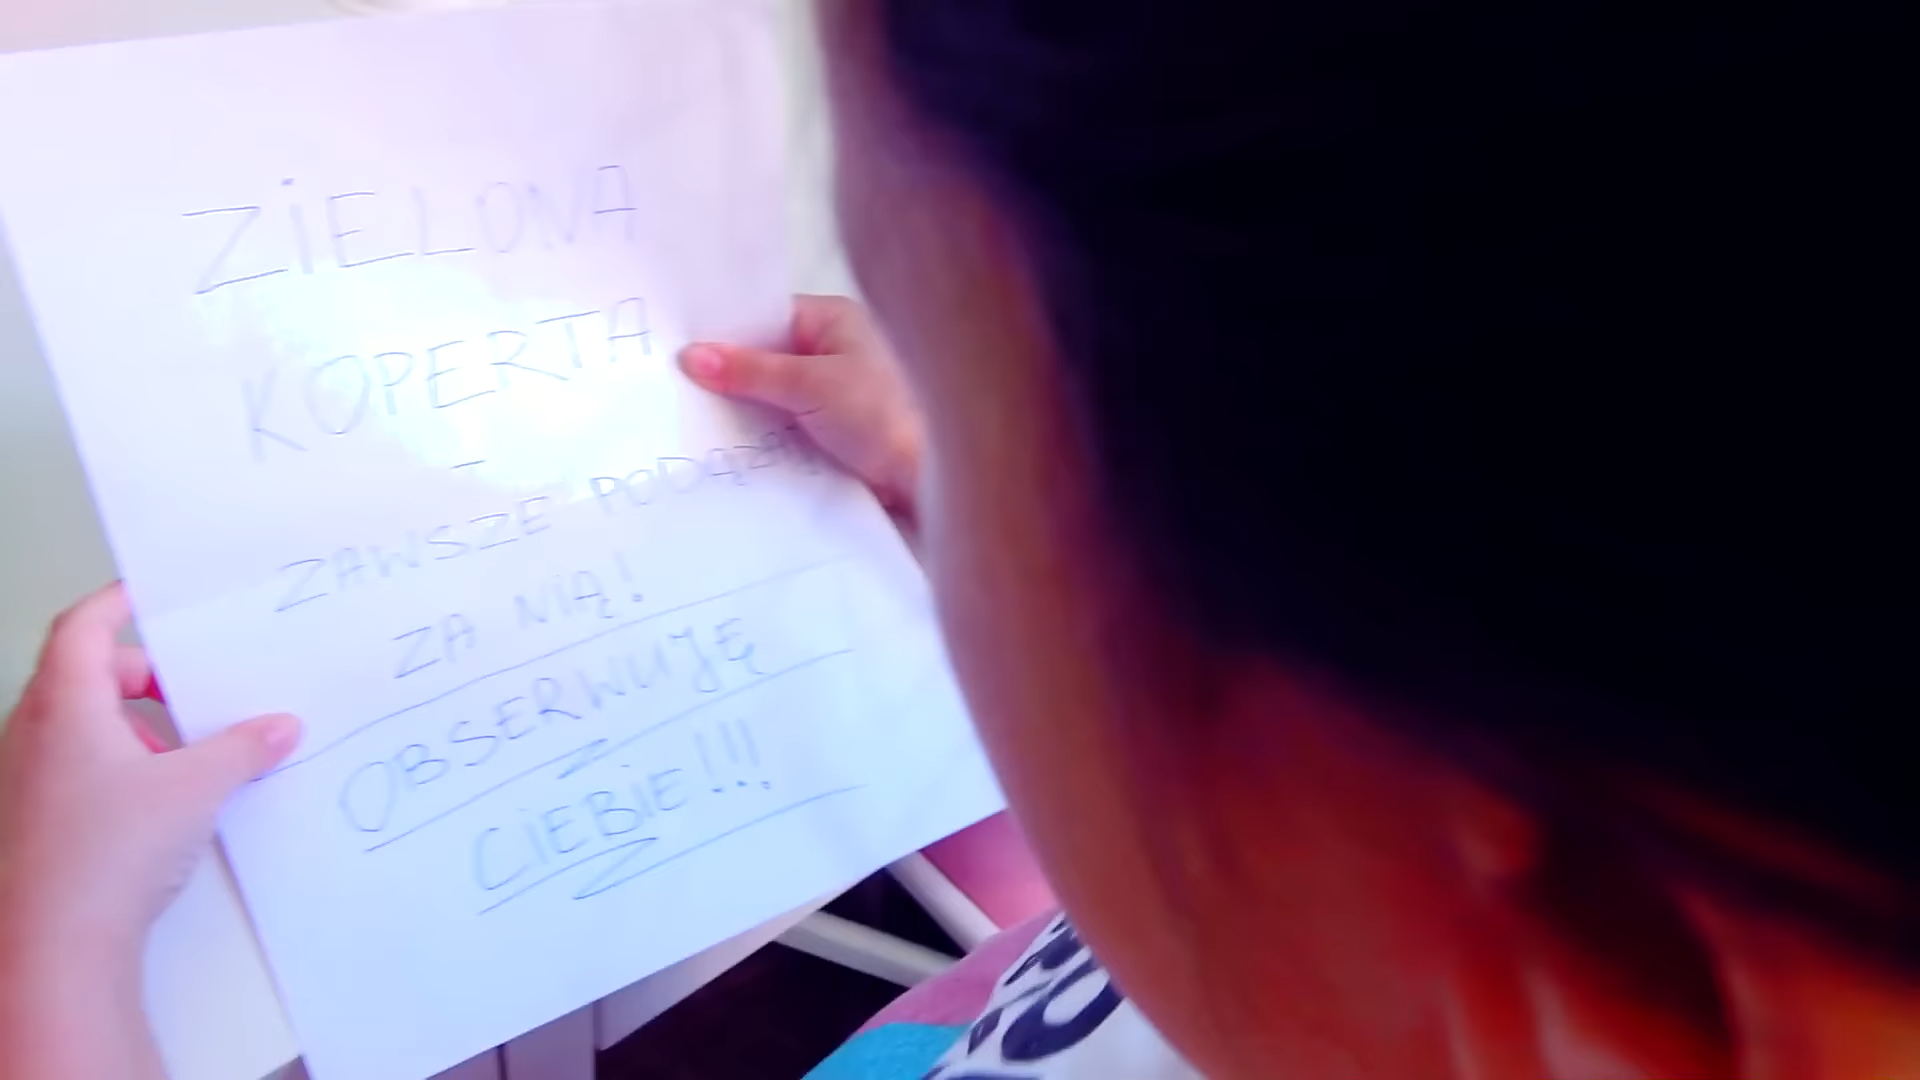 ZIELONA
KOPERTA
-
ZAWSZE PODĄŻAJ
ZA NIĄ!
OBSERWUJĘ
CIEBIE!!!